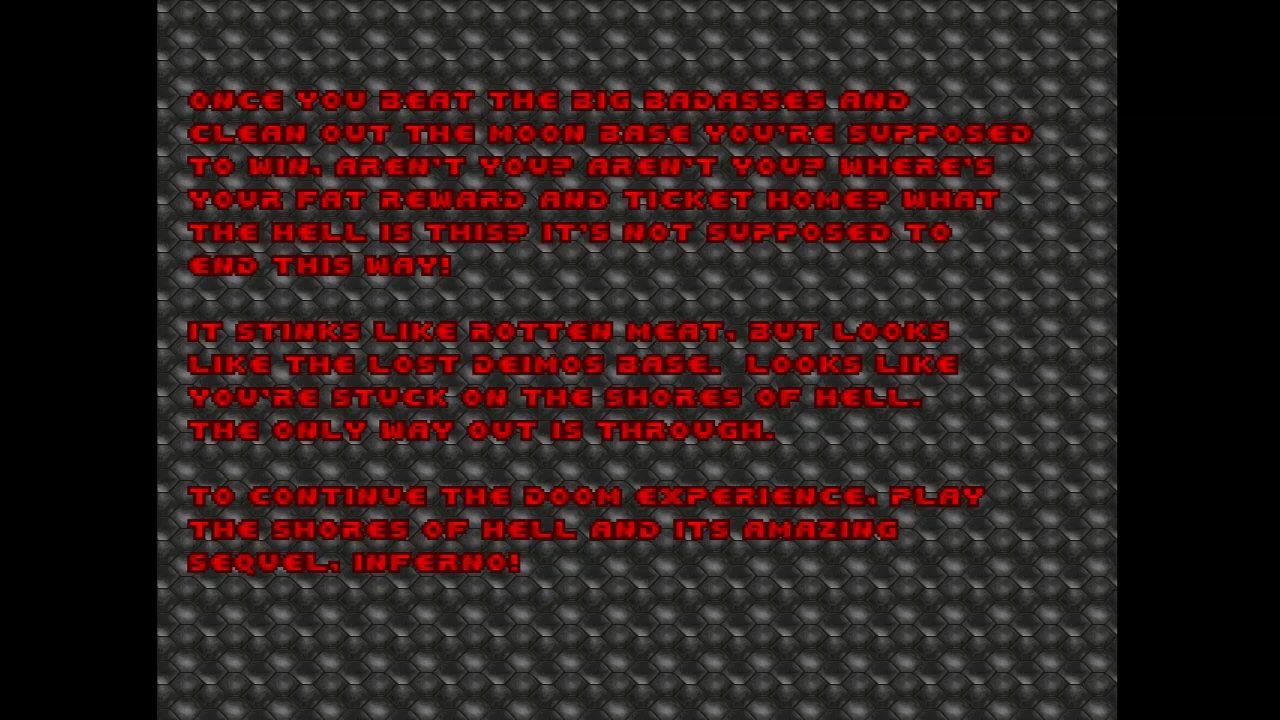 ONCE YOU BEAT THE BIG BADASSES AND
CLEAN OUT THE MOON BASE YOU'RE SUPPOSED
TO WIN, AREN'T YOU? AREN'T YOU? WHERE'S
YOUR FAT REWARD AND TICKET HOME? WHAT
THE HELL IS THIS? IT'S NOT SUPPOSED TO
END THIS WAY!
IT STINKS LIKE ROTTEN MEAT, BUT LOOKS
LIKE THE LOST DEIMOS BASE.  LOOKS LIKE
YOU'RE STUCK ON THE SHORES OF HELL.
THE ONLY WAY OUT IS THROUGH.
TO CONTINUE THE DOOM EXPERIENCE, PLAY
THE SHORES OF HELL AND ITS AMAZING
SEQUEL, INFERNO!